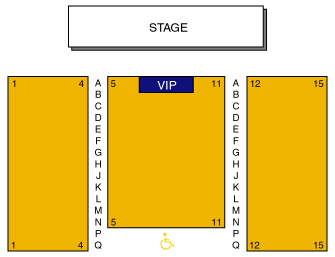 STAGE
1 4 A 5 VIP 11 A 12 15
B B
C C
D D
E E
F F
G G
H H
J J
K K
L L
M M
N 5 11 N
P P
1 4 Q Q 12 15